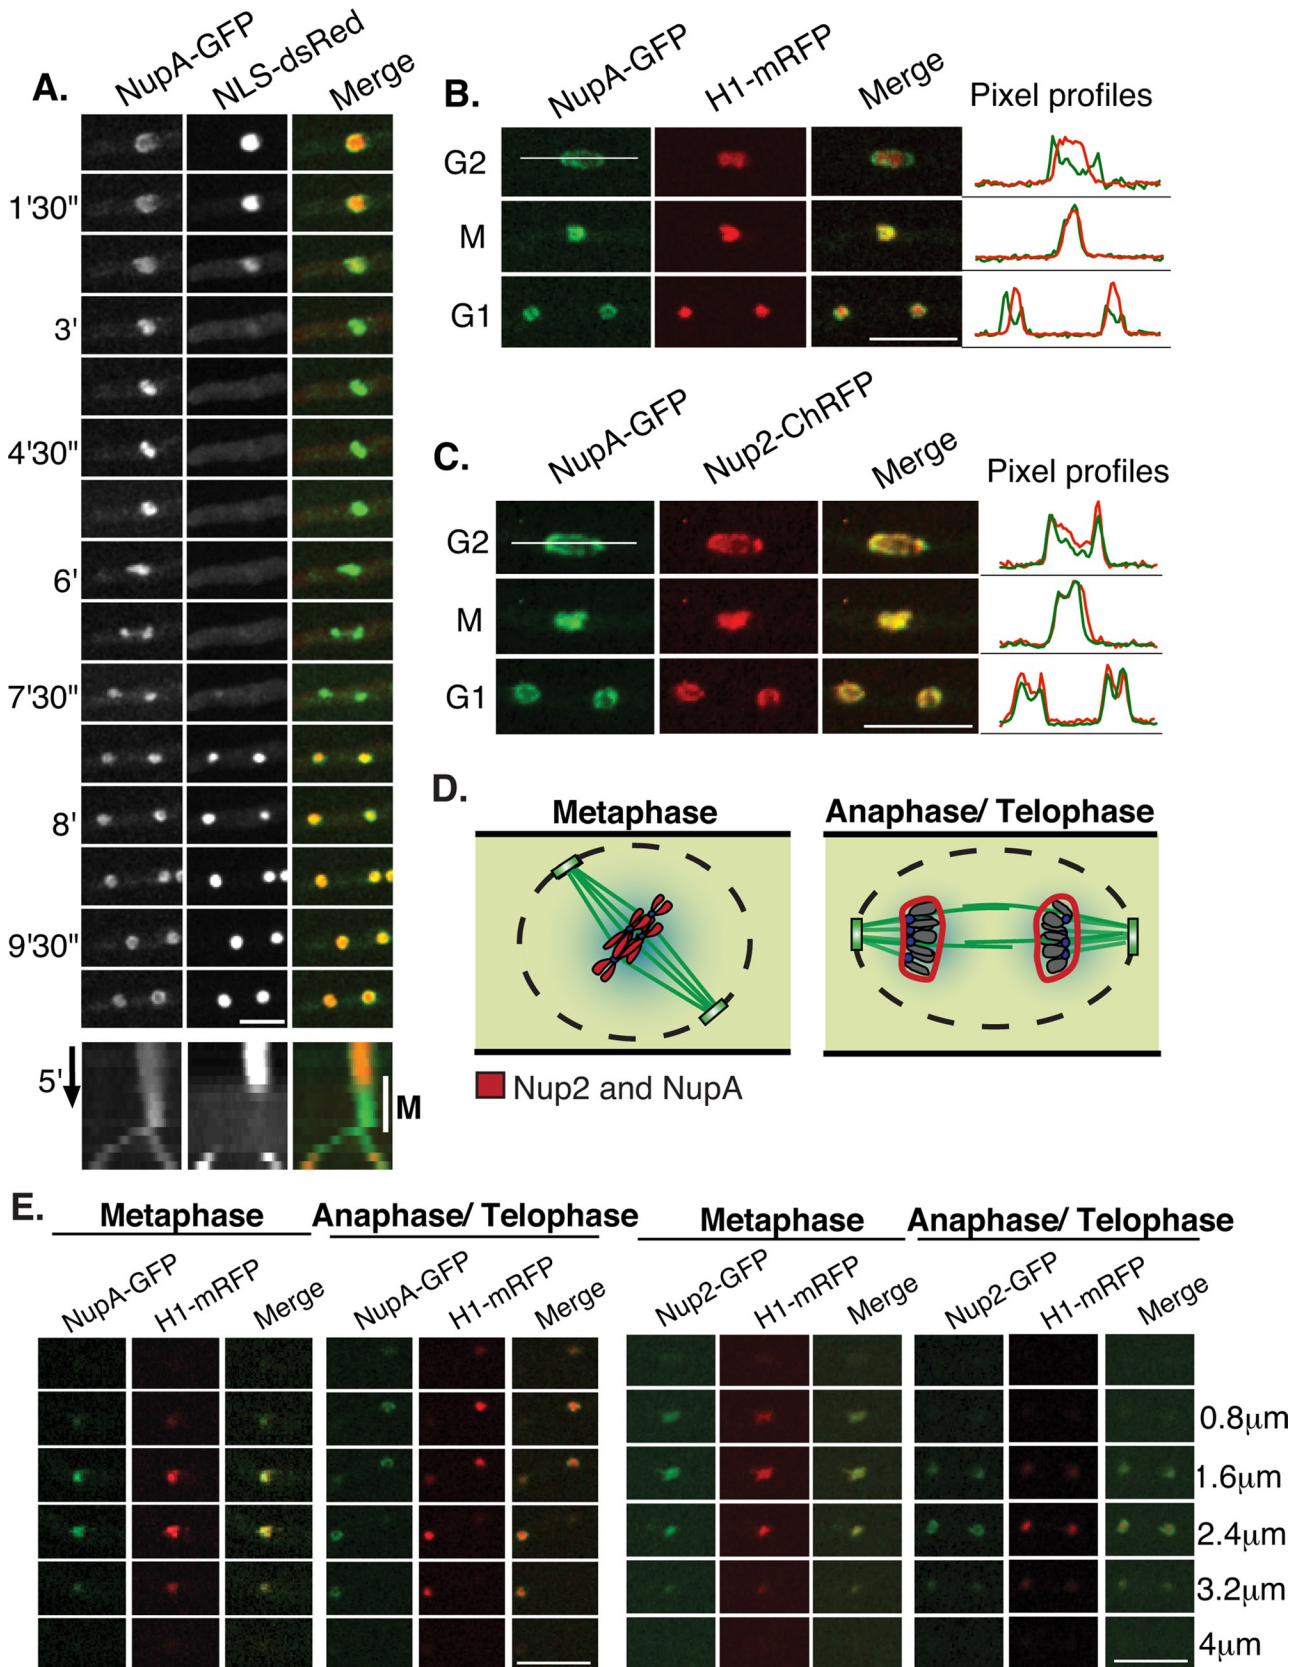 A.
NupA-GFP
NLS-dsRed
Merge
1'30"
3'
4'30"
6'
7'30"
8'
9'30"
5'
M
B.
NupA-GFP
H1-mRFP
Merge
Pixel profiles
G2
M
G1
C.
NupA-GFP
Nup2-ChRFP
Merge
Pixel profiles
G2
M
G1
D.
Metaphase
Anaphase/ Telophase
Nup2 and NupA
E.
Metaphase
Anaphase/ Telophase
Metaphase
Anaphase/ Telophase
NupA-GFP
H1-mRFP
Merge
NupA-GFP
H1-mRFP
Merge
Nup2-GFP
H1-mRFP
Merge
Nup2-GFP
H1-mRFP
Merge
0.8μm
1.6μm
2.4μm
3.2μm
4μm